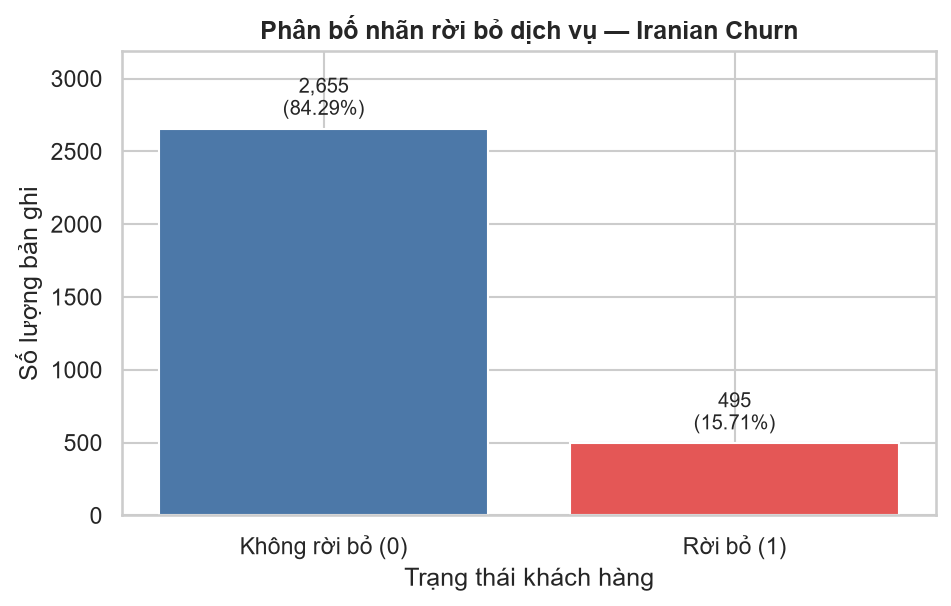 Phân bố nhãn rời bỏ dịch vụ — Iranian Churn
Số lượng bản ghi
3000
2500
2000
1500
1000
500
0
2,655
(84.29%)
495
(15.71%)
Không rời bỏ (0)
Rời bỏ (1)
Trạng thái khách hàng